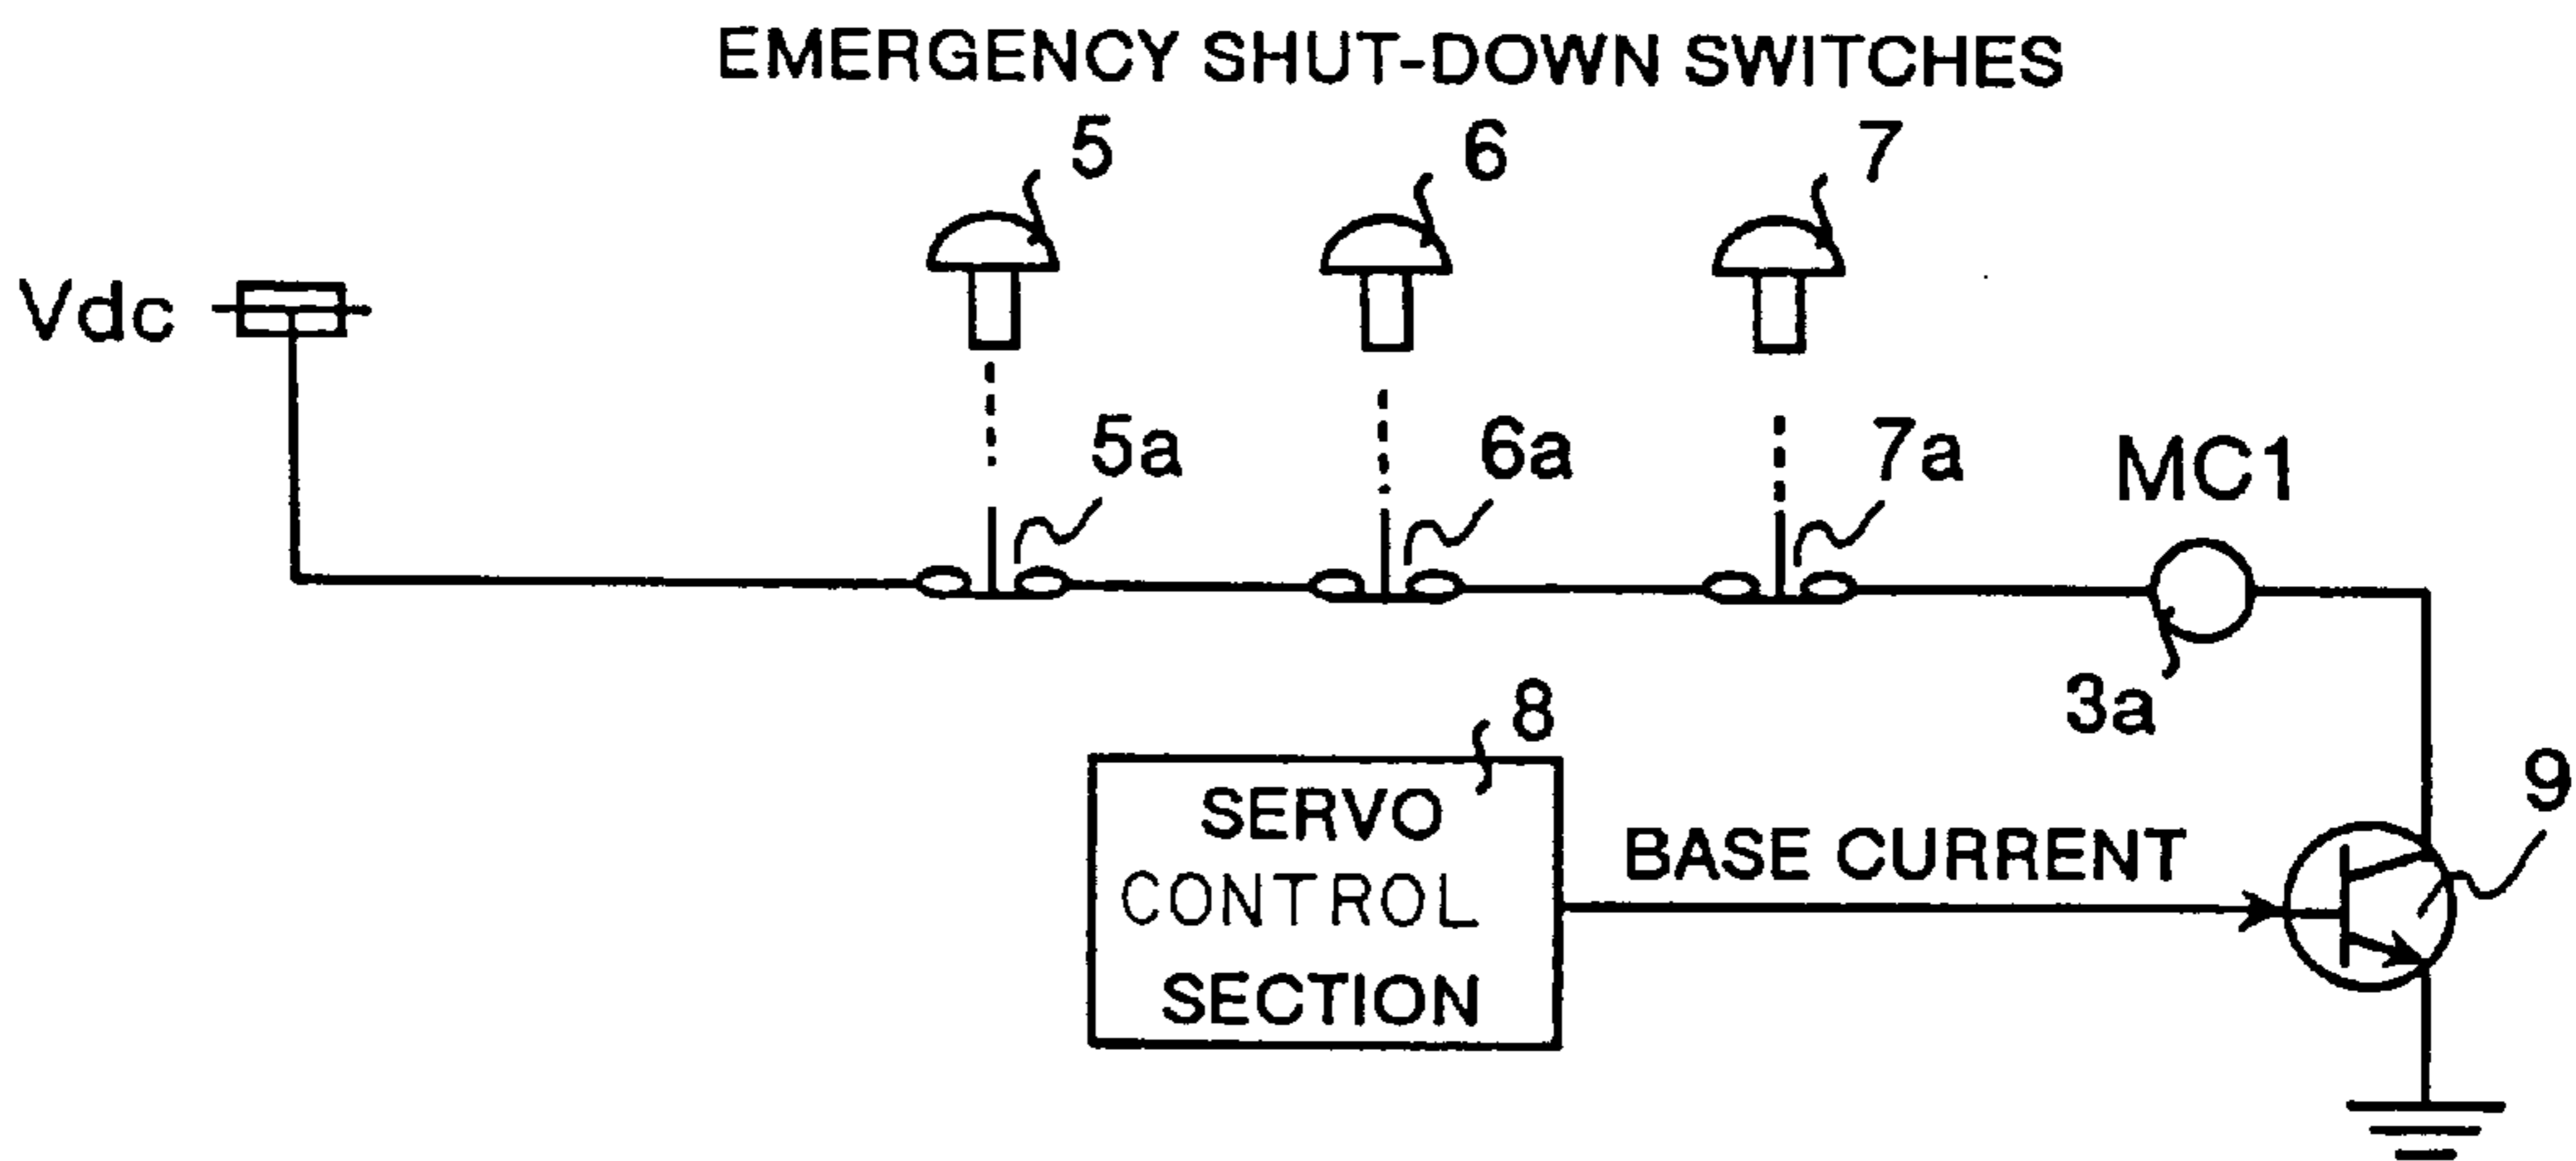 EMERGENCY SHUT-DOWN SWITCHES
5 6 7
Vdc
5a 6a 7a MC1
3a
8
SERVO
CONTROL
SECTION
BASE CURRENT
9